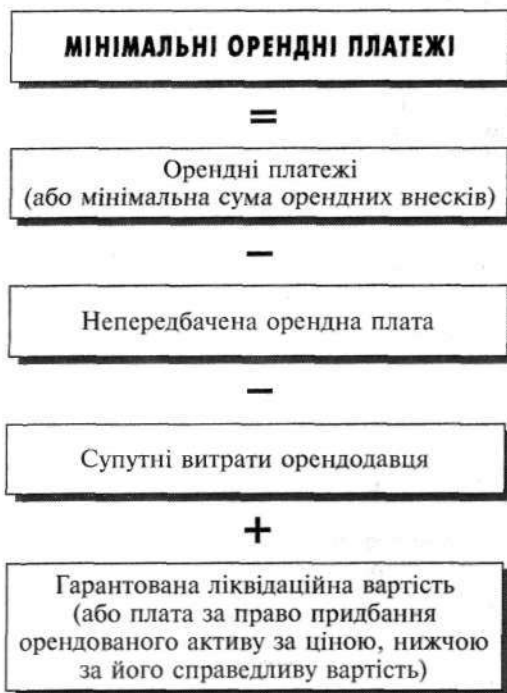 МІНІМАЛЬНІ ОРЕНДНІ ПЛАТЕЖІ
=
Орендні платежі
(або мінімальна сума орендних внесків)
−
Непередбачена орендна плата
−
Супутні витрати орендодавця
+
Гарантована ліквідаційна вартість
(або плата за право придбання
орендованого активу за ціною, нижчою
за його справедливу вартість)